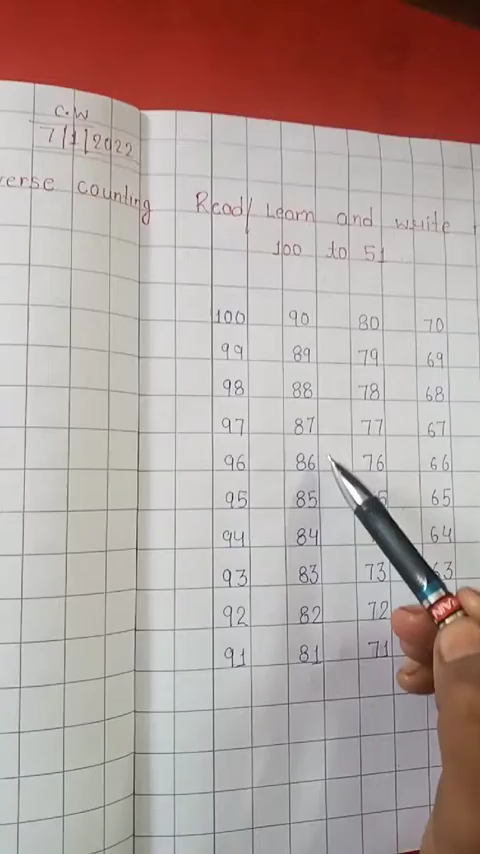 C.W
7/1/2022
erse counting
Read/ Learn and write
100 to 51
100 90 80 70
99 89 79 69
98 88 78 68
97 87 77 67
96 86 76 66
95 85 5 65
94 84 64
93 83 73 63
92 82 72
91 81 71